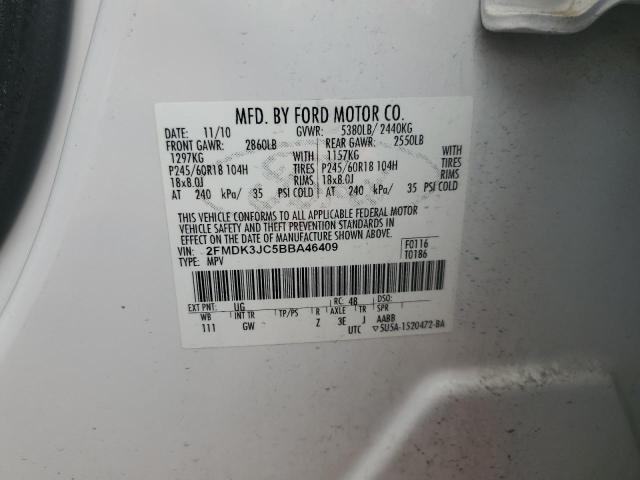 MFD. BY FORD MOTOR CO.
DATE: 11/10 GVWR: 5380LB/ 2440KG
FRONT GAWR: 2860LB REAR GAWR: 2550LB
1297KG WITH 1157KG WITH
P245/60R18 104H TIRES P245/60R18 104H TIRES
18x8.0J RIMS 18x8.0J RIMS
AT 240 kPa/ 35 PSI COLD AT 240 kPa/ 35 PSI COLD
THIS VEHICLE CONFORMS TO ALL APPLICABLE FEDERAL MOTOR
VEHICLE SAFETY AND THEFT PREVENTION STANDARDS IN
EFFECT ON THE DATE OF MANUFACTURE SHOWN ABOVE.
VIN: 2FMDK3JC5BBA46409 F0116
TYPE: MPV T0186
EXT PNT: UG RC: 48 DSO:
WB INT TR TP/PS R AXLE TR SPR
111 GW Z 3E J AABB
UTC ▽5U5A-1520472-BA